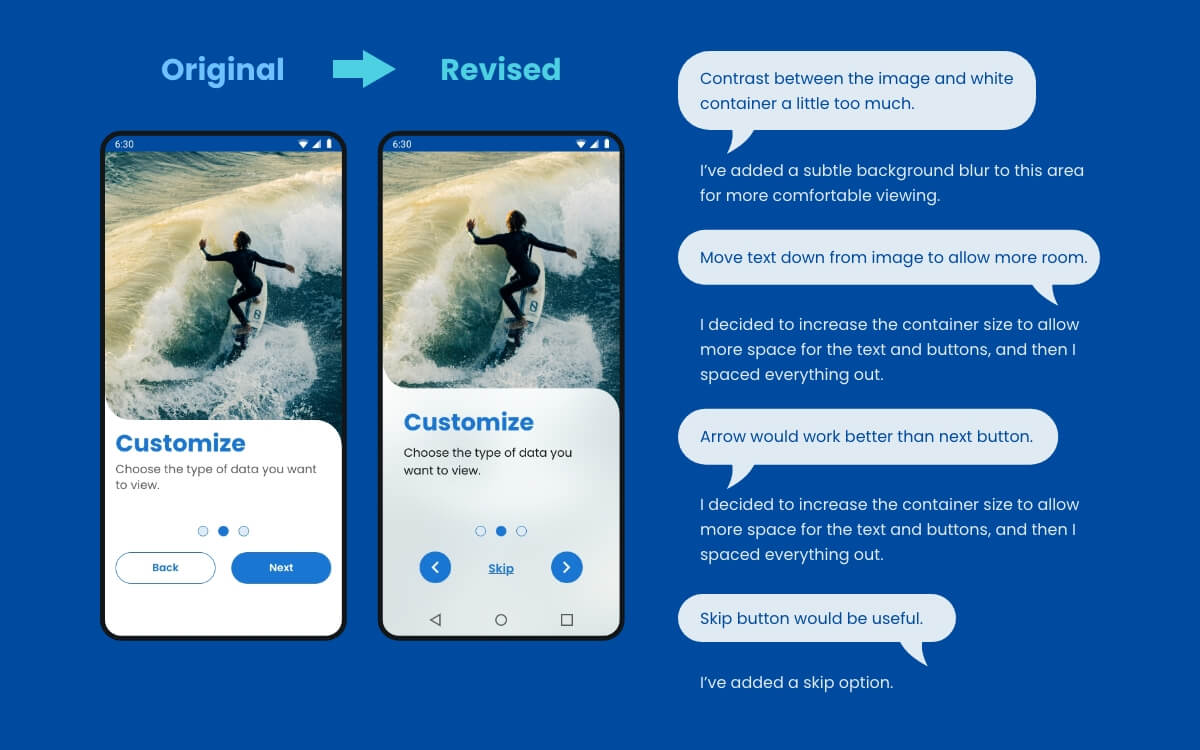 Original
Revised
6:30
Customize
Choose the type of data you want
to view.
Back
Next
6:30
Customize
Choose the type of data you
want to view.
Skip
Contrast between the image and white
container a little too much.
I’ve added a subtle background blur to this area
for more comfortable viewing.
Move text down from image to allow more room.
I decided to increase the container size to allow
more space for the text and buttons, and then I
spaced everything out.
Arrow would work better than next button.
I decided to increase the container size to allow
more space for the text and buttons, and then I
spaced everything out.
Skip button would be useful.
I’ve added a skip option.